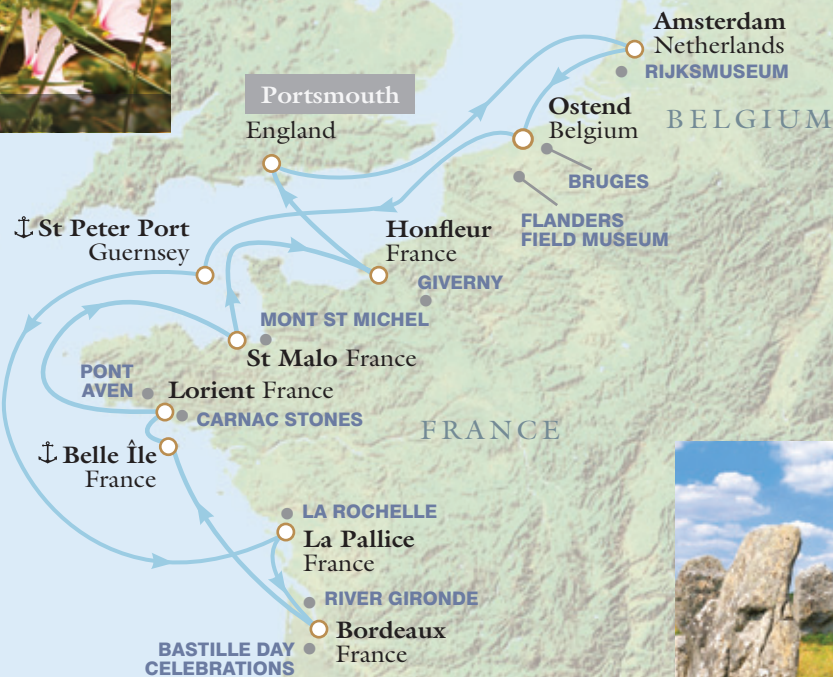 Amsterdam
Netherlands
RIJKSMUSEUM
Portsmouth
England
Ostend
Belgium
BELGIUM
BRUGES
FLANDERS
FIELD MUSEUM
St Peter Port
Guernsey
Honfleur
France
GIVERNY
MONT ST MICHEL
St Malo France
PONT
AVEN
Lorient France
CARNAC STONES
FRANCE
Belle Île
France
LA ROCHELLE
La Pallice
France
RIVER GIRONDE
Bordeaux
France
BASTILLE DAY
CELEBRATIONS